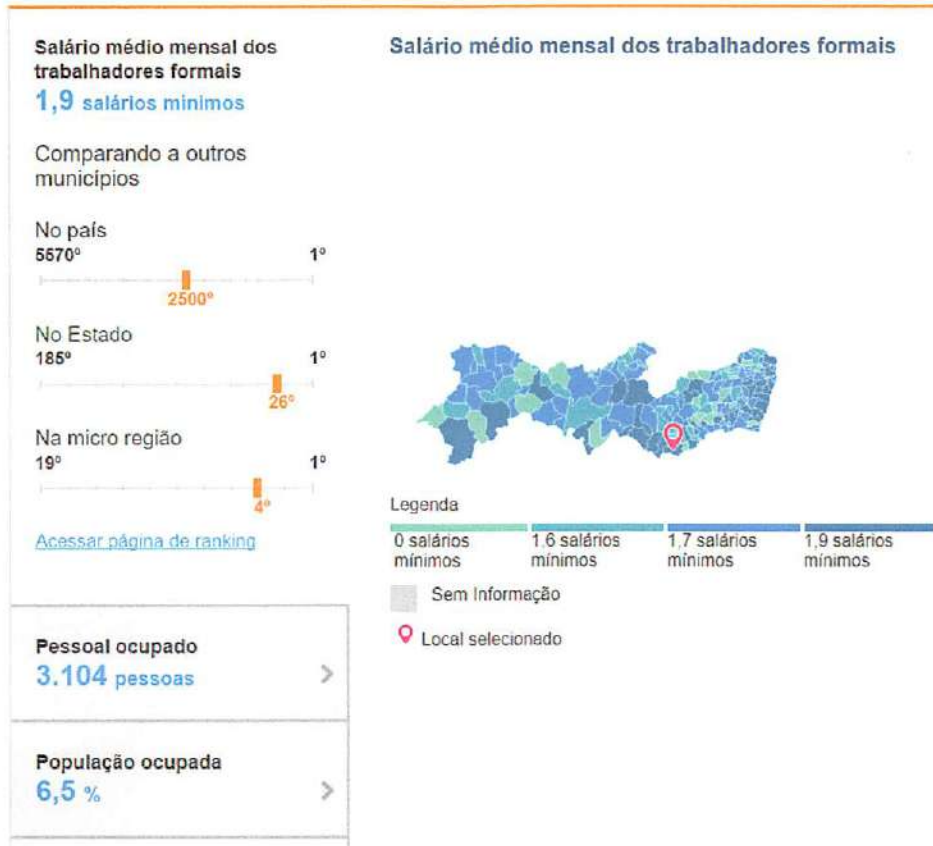 Salário médio mensal dos
trabalhadores formais
1,9 salários mínimos
Comparando a outros
municípios
No país
5570º 1º
2500º
No Estado
185º 1º
26º
Na micro região
19º 1º
4º
Acessar página de ranking
Pessoal ocupado
3.104 pessoas
População ocupada
6,5 %
Salário médio mensal dos trabalhadores formais
Legenda
0 salários
mínimos
1,6 salários
mínimos
1,7 salários
mínimos
1,9 salários
mínimos
Sem Informação
Local selecionado